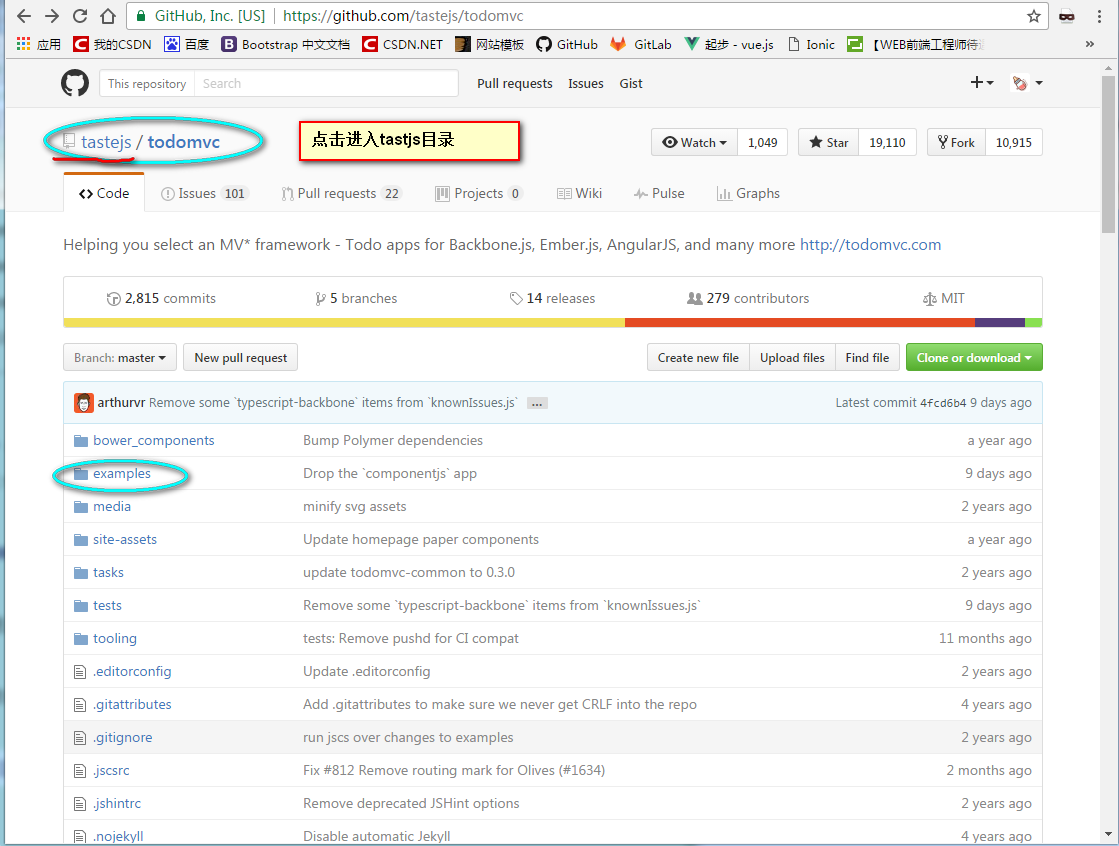 GitHub, Inc. [US] https://github.com/tastejs/todomvc
应用 我的CSDN 百度 Bootstrap 中文文档 CSDN.NET 网站模板 GitHub GitLab 起步 - vue.js Ionic 【WEB前端工程师待 »
This repository Search Pull requests Issues Gist
tastejs / todomvc 点击进入tastjs目录 Watch 1,049 Star 19,110 Fork 10,915
Code Issues 101 Pull requests 22 Projects 0 Wiki Pulse Graphs
Helping you select an MV* framework - Todo apps for Backbone.js, Ember.js, AngularJS, and many more http://todomvc.com
2,815 commits 5 branches 14 releases 279 contributors MIT
Branch: master New pull request Create new file Upload files Find file Clone or download
arthurvr Remove some `typescript-backbone` items from `knownIssues.js` … Latest commit 4fcd6b4 9 days ago
bower_components Bump Polymer dependencies a year ago
examples Drop the `componentjs` app 9 days ago
media minify svg assets 2 years ago
site-assets Update homepage paper components a year ago
tasks update todomvc-common to 0.3.0 2 years ago
tests Remove some `typescript-backbone` items from `knownIssues.js` 9 days ago
tooling tests: Remove pushd for CI compat 11 months ago
.editorconfig Update .editorconfig 2 years ago
.gitattributes Add .gitattributes to make sure we never get CRLF into the repo 4 years ago
.gitignore run jscs over changes to examples 2 years ago
.jscsrc Fix #812 Remove routing mark for Olives (#1634) 2 months ago
.jshintrc Remove deprecated JSHint options 2 years ago
.nojekyll Disable automatic Jekyll 4 years ago